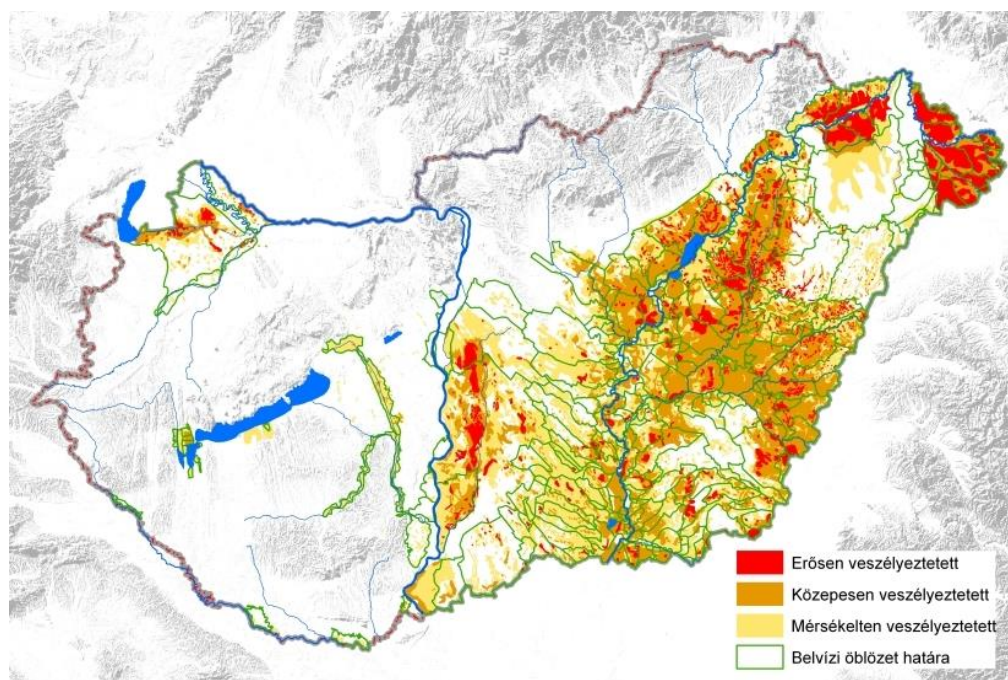 Erősen veszélyeztetett
Közepesen veszélyeztetett
Mérsékelten veszélyeztetett
Belvízi öblözet határa